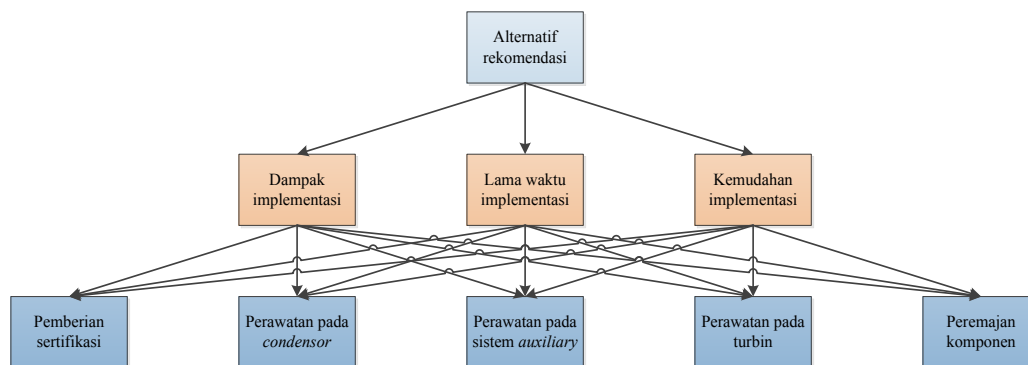 Alternatif
rekomendasi
Dampak
implementasi
Lama waktu
implementasi
Kemudahan
implementasi
Pemberian
sertifikasi
Perawatan pada
condensor
Perawatan pada
sistem auxiliary
Perawatan pada
turbin
Peremajan
komponen